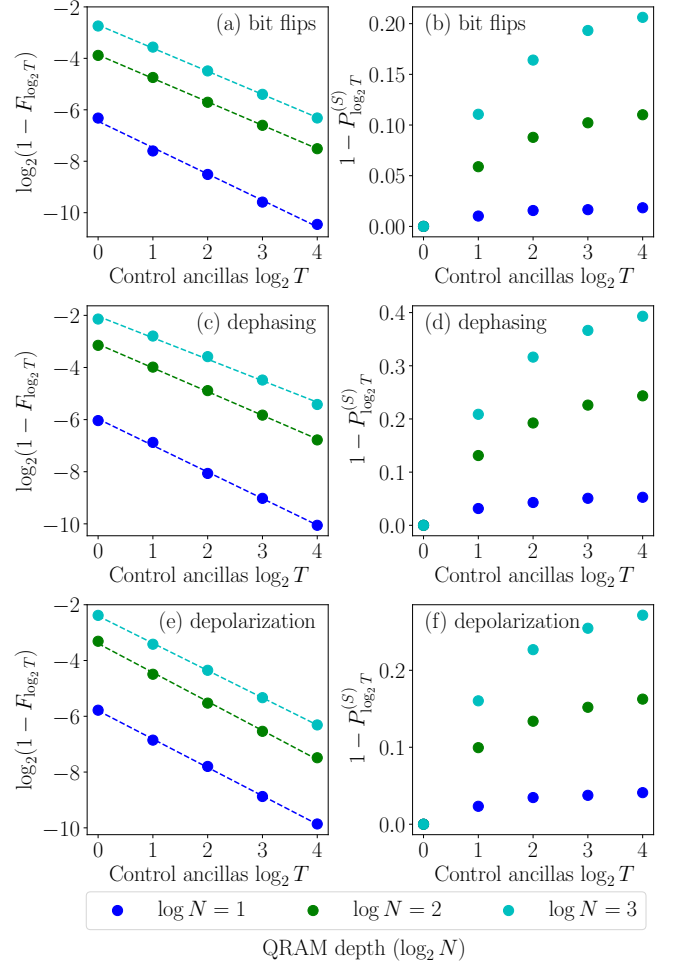 (a) bit flips
log₂(1 − F_{log₂ T})
−2
−4
−6
−8
−10
0 1 2 3 4
Control ancillas log₂ T
(b) bit flips
1 − P^{(S)}_{log₂ T}
0.20
0.15
0.10
0.05
0.00
0 1 2 3 4
Control ancillas log₂ T
(c) dephasing
log₂(1 − F_{log₂ T})
−2
−4
−6
−8
−10
0 1 2 3 4
Control ancillas log₂ T
(d) dephasing
1 − P^{(S)}_{log₂ T}
0.4
0.3
0.2
0.1
0.0
0 1 2 3 4
Control ancillas log₂ T
(e) depolarization
log₂(1 − F_{log₂ T})
−2
−4
−6
−8
−10
0 1 2 3 4
Control ancillas log₂ T
(f) depolarization
1 − P^{(S)}_{log₂ T}
0.2
0.1
0.0
0 1 2 3 4
Control ancillas log₂ T
log N = 1 log N = 2 log N = 3
QRAM depth (log₂ N)